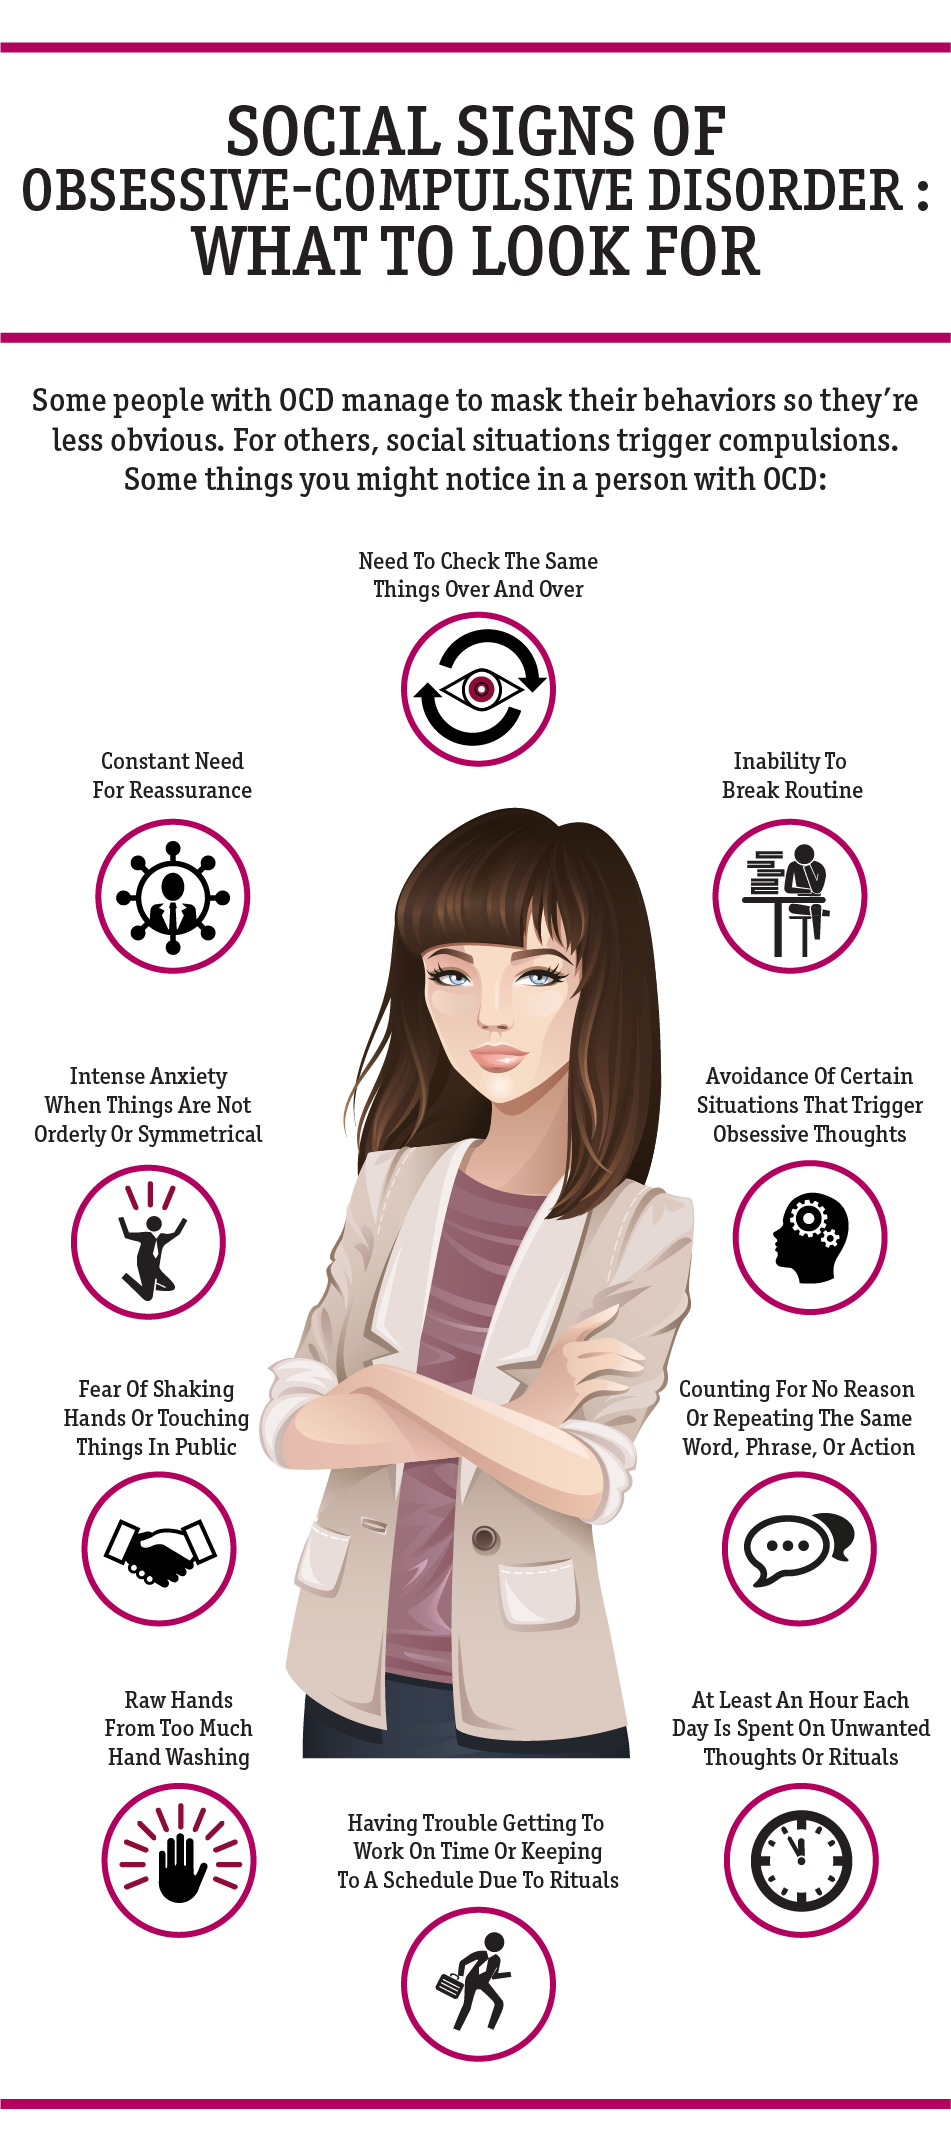 SOCIAL SIGNS OF
OBSESSIVE-COMPULSIVE DISORDER :
WHAT TO LOOK FOR
Some people with OCD manage to mask their behaviors so they're
less obvious. For others, social situations trigger compulsions.
Some things you might notice in a person with OCD:
Need To Check The Same
Things Over And Over
Constant Need
For Reassurance
Inability To
Break Routine
Intense Anxiety
When Things Are Not
Orderly Or Symmetrical
Avoidance Of Certain
Situations That Trigger
Obsessive Thoughts
Fear Of Shaking
Hands Or Touching
Things In Public
Counting For No Reason
Or Repeating The Same
Word, Phrase, Or Action
Raw Hands
From Too Much
Hand Washing
At Least An Hour Each
Day Is Spent On Unwanted
Thoughts Or Rituals
Having Trouble Getting To
Work On Time Or Keeping
To A Schedule Due To Rituals